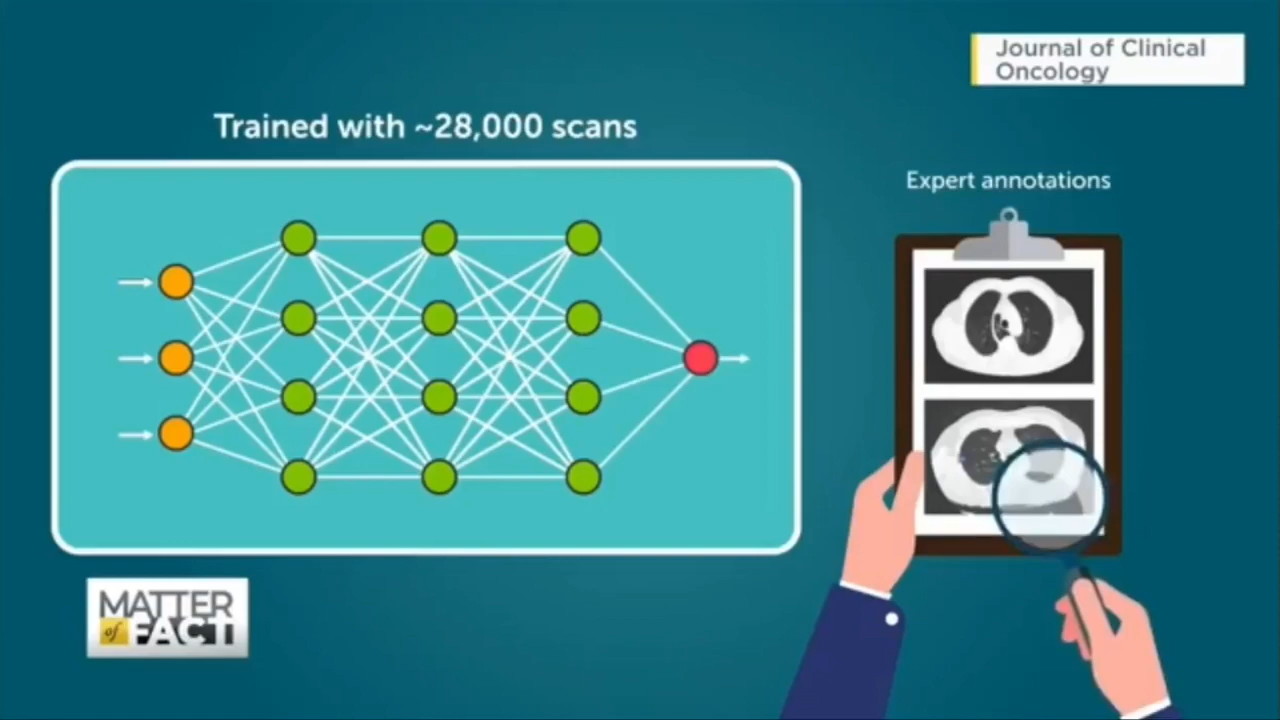 Journal of Clinical
Oncology
Trained with ~28,000 scans
Expert annotations
MATTER
of FACT